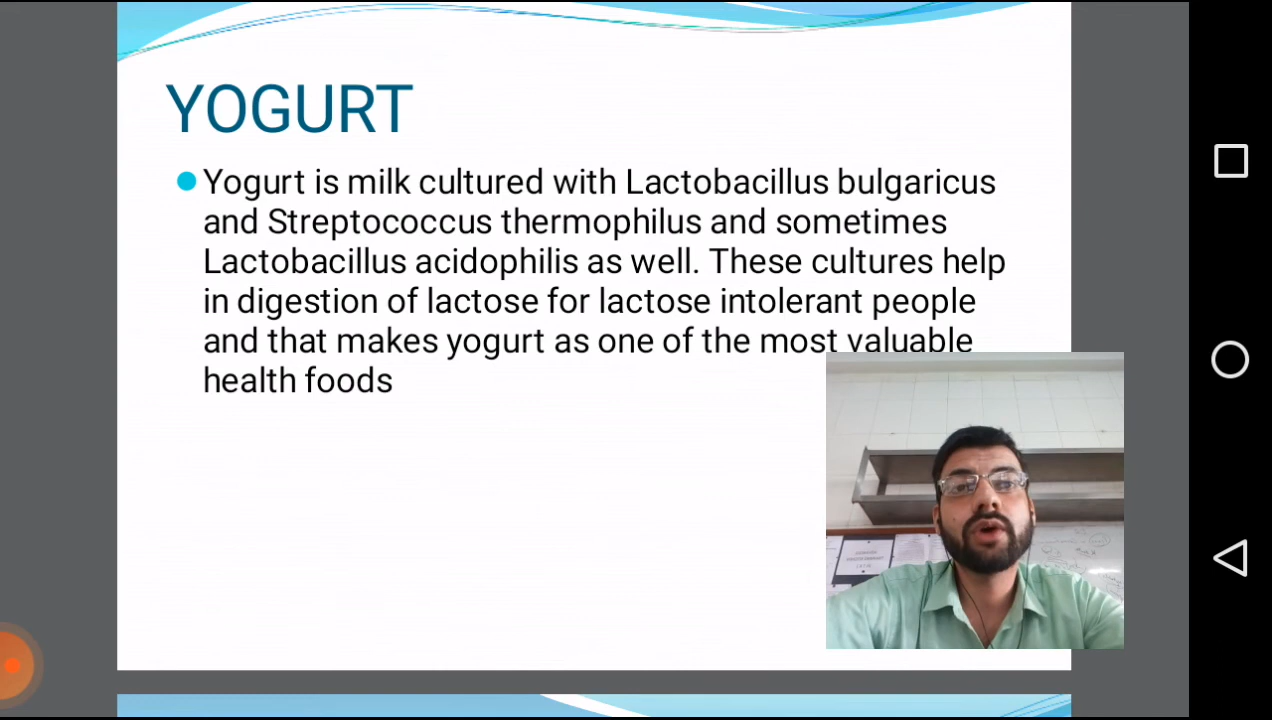 YOGURT
Yogurt is milk cultured with Lactobacillus bulgaricus
and Streptococcus thermophilus and sometimes
Lactobacillus acidophilis as well. These cultures help
in digestion of lactose for lactose intolerant people
and that makes yogurt as one of the most valuable
health foods